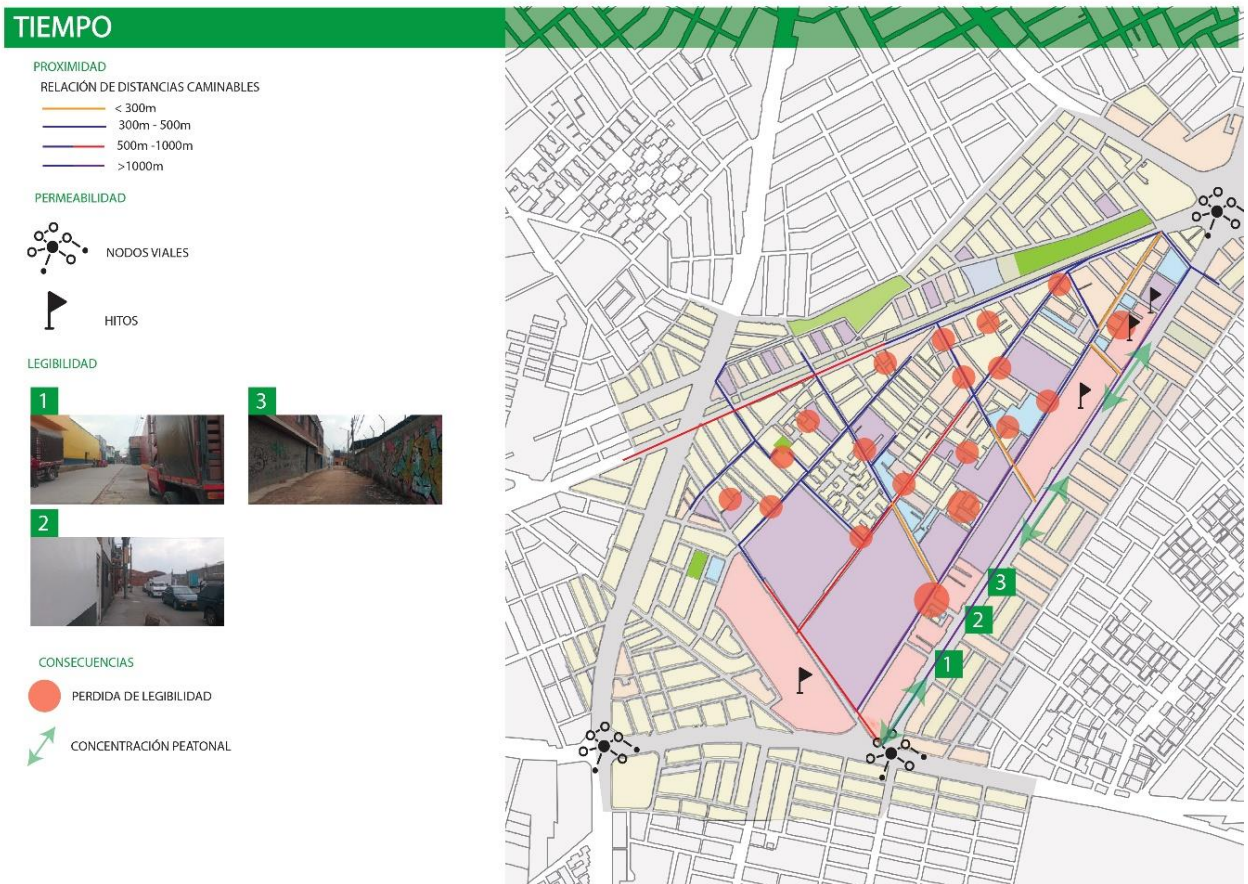 TIEMPO
PROXIMIDAD
RELACIÓN DE DISTANCIAS CAMINABLES
< 300m
300m - 500m
500m -1000m
>1000m
PERMEABILIDAD
NODOS VIALES
HITOS
LEGIBILIDAD
1
3
2
CONSECUENCIAS
PERDIDA DE LEGIBILIDAD
CONCENTRACIÓN PEATONAL
3
2
1